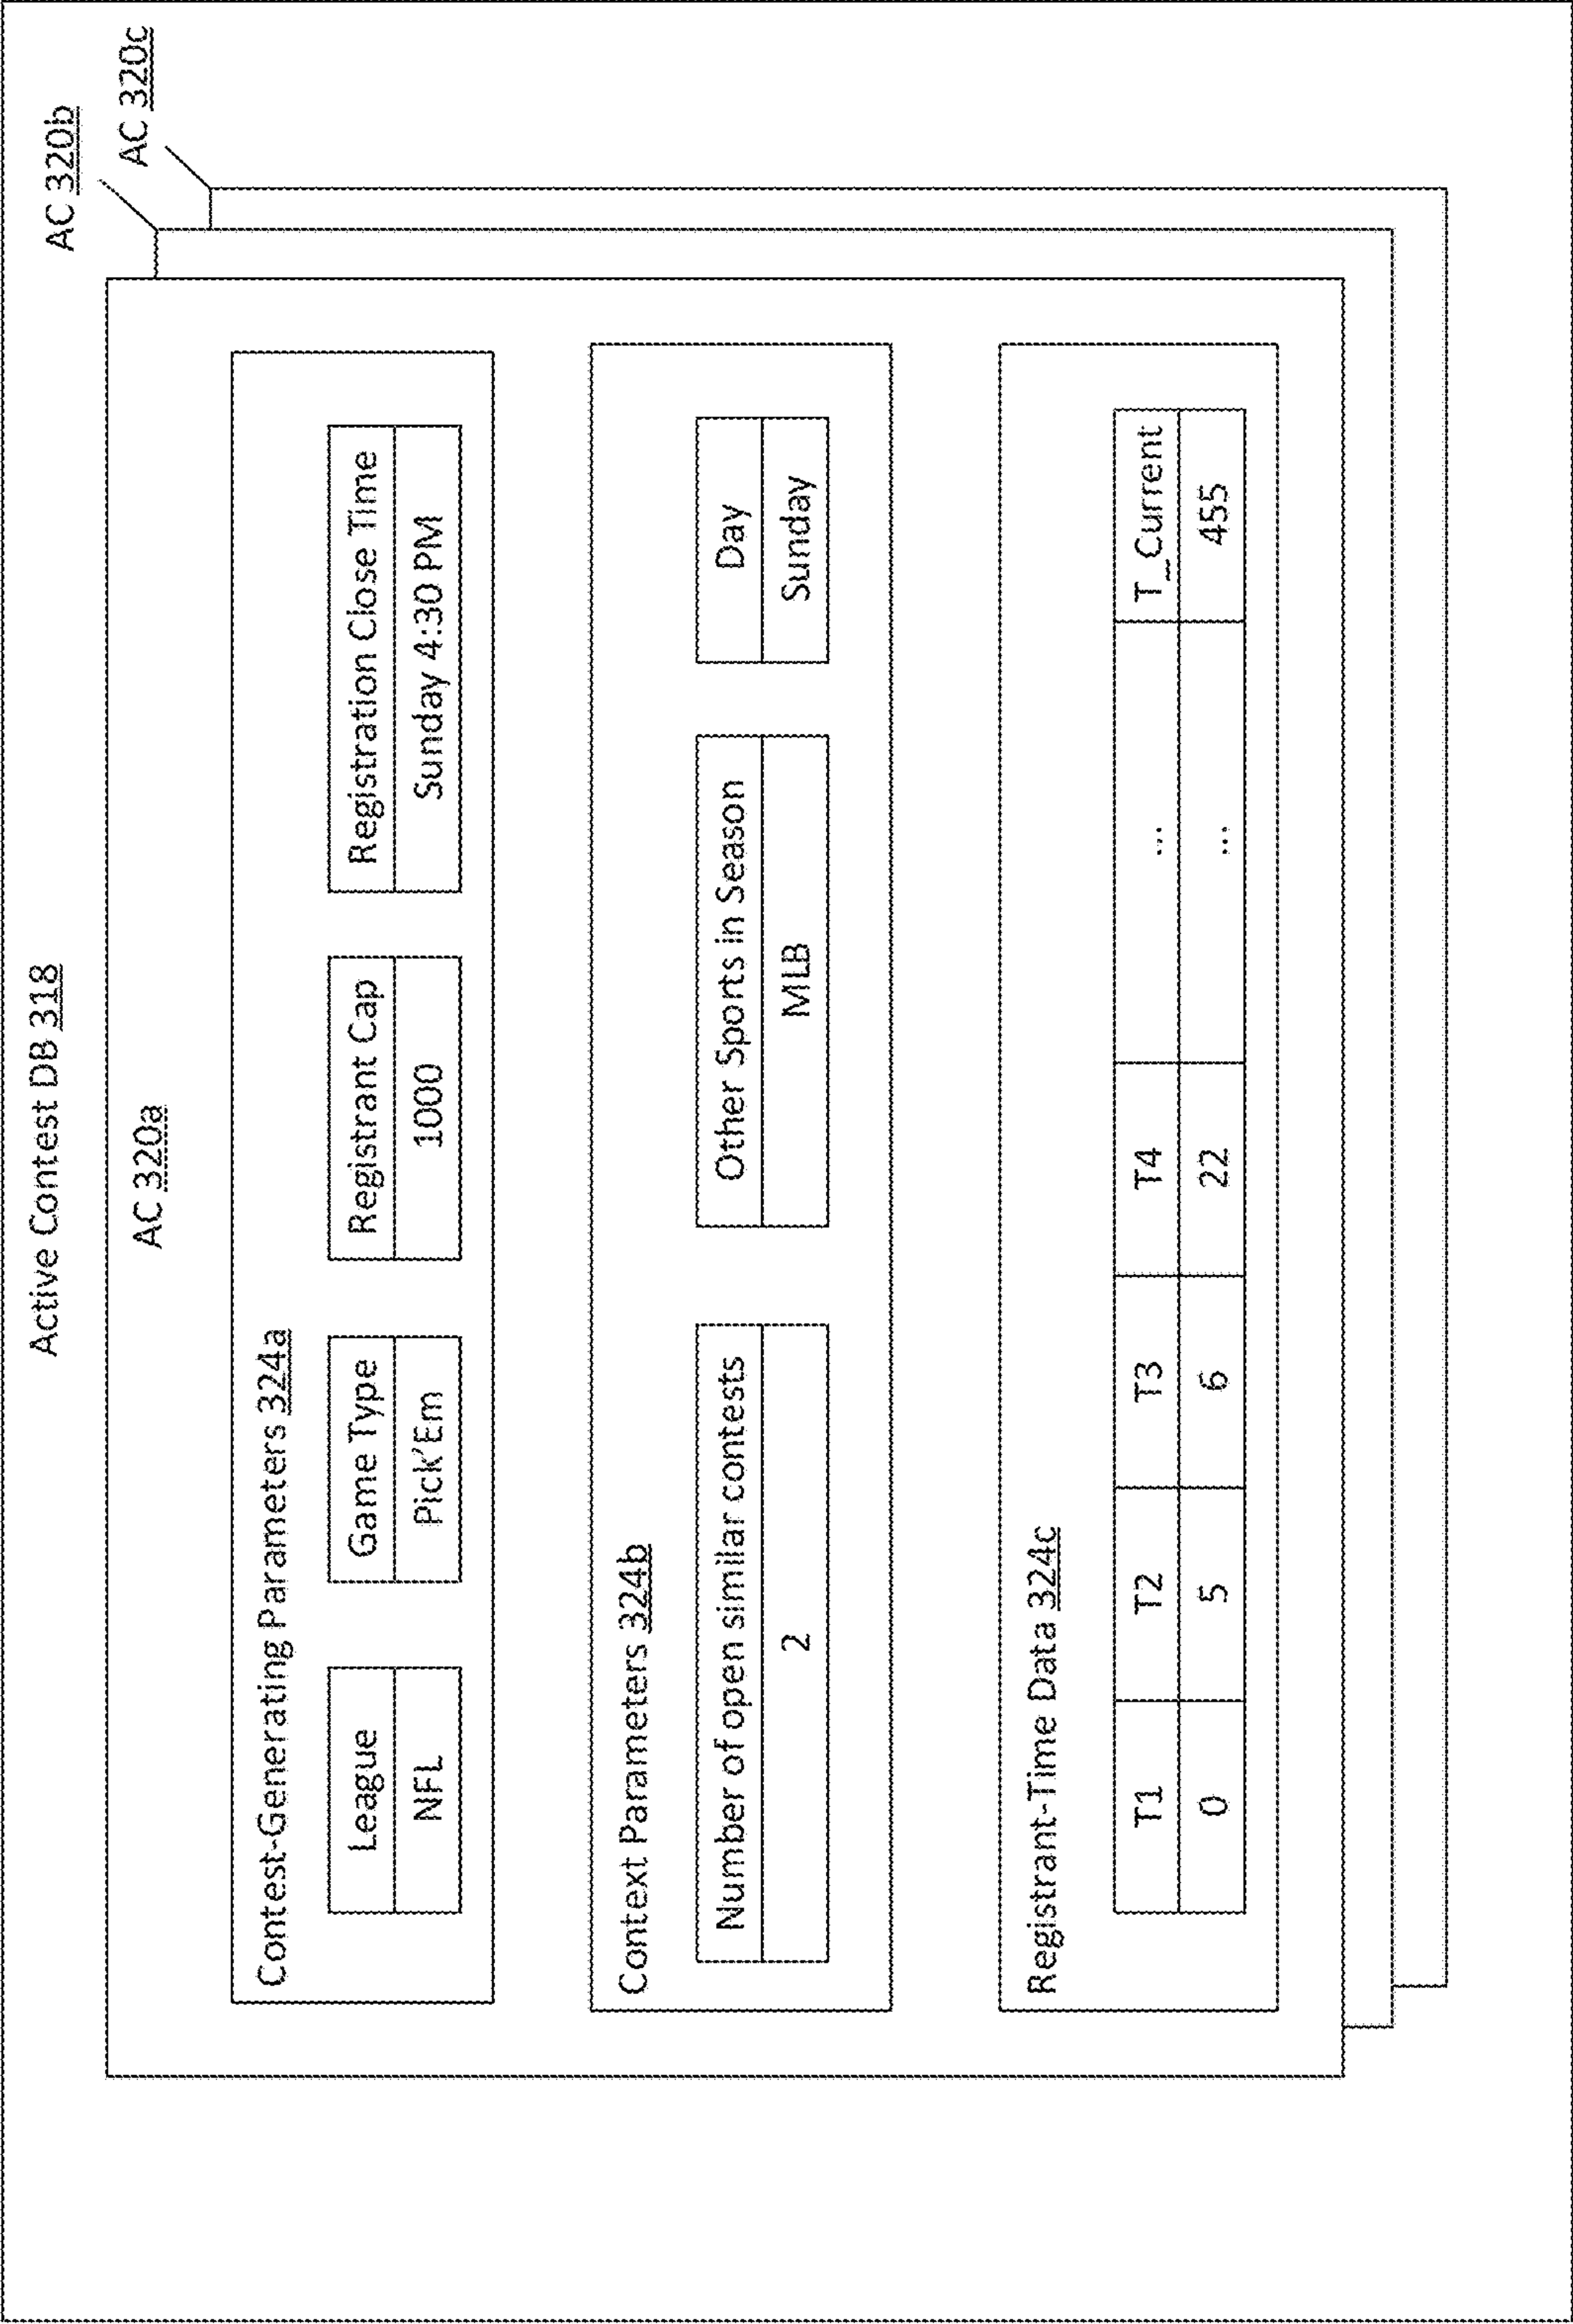 Active Contest DB 318
AC 320b
AC 320c
AC 320a
Contest-Generating Parameters 324a
League
NFL
Game Type
Pick'Em
Registrant Cap
1000
Registration Close Time
Sunday 4:30 PM
Context Parameters 324b
Number of open similar contests
2
Other Sports in Season
MLB
Day
Sunday
Registrant-Time Data 324c
T1 T2 T3 T4 ... T_Current
0 5 6 22 ... 455